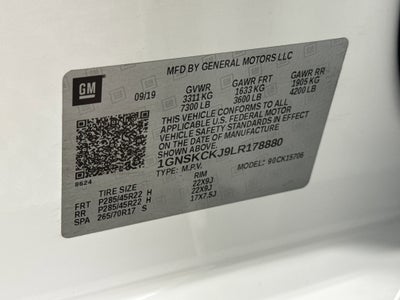 GM
MFD BY GENERAL MOTORS LLC
09/19 GVWR GAWR FRT GAWR RR
3311 KG 1633 KG 1905 KG
7300 LB 3600 LB 4200 LB
THIS VEHICLE CONFORMS TO ALL
APPLICABLE U.S. FEDERAL MOTOR
VEHICLE SAFETY STANDARDS IN EFFECT
ON THE DATE OF MANUFACTURE
SHOWN ABOVE.
1GNSKCKJ9LR178880
TYPE: M.P.V. MODEL: 90CK15706
8624
TIRE SIZE RIM
FRT P285/45R22 H 22X9J
RR P285/45R22 H 22X9J
SPA 265/70R17 S 17X7.5J